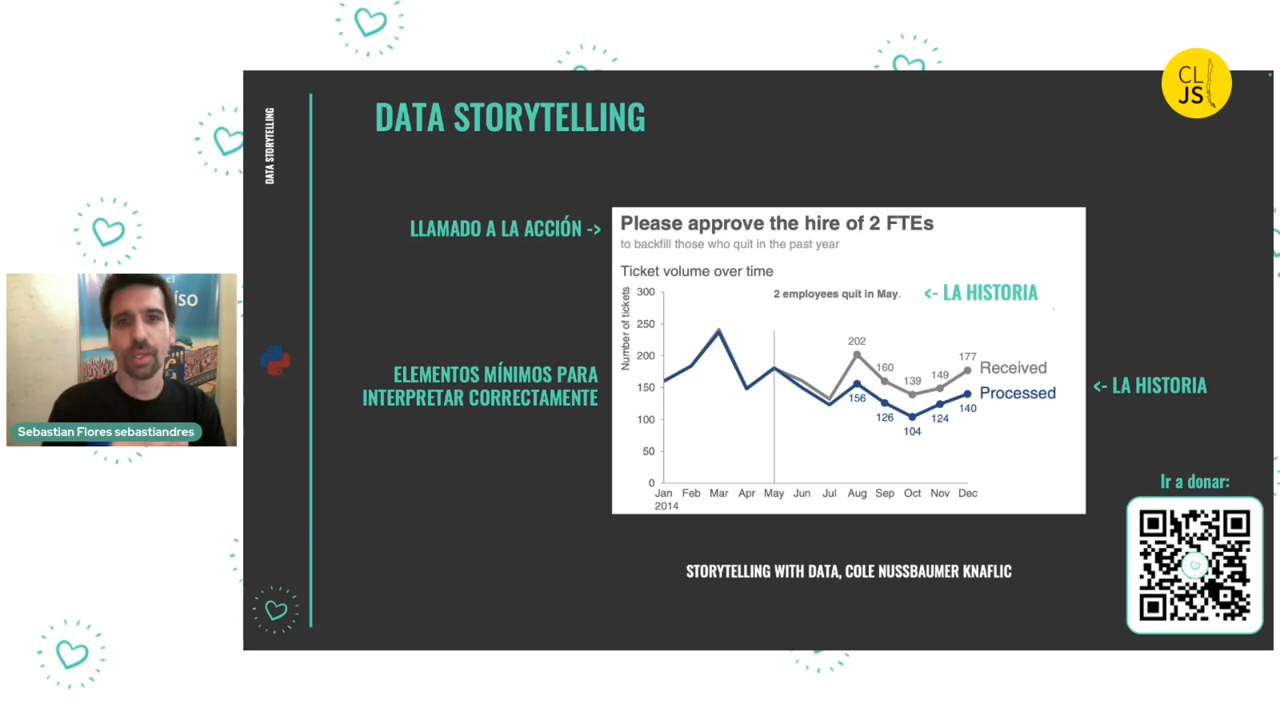 CL
JS
DATA STORYTELLING
DATA STORYTELLING
LLAMADO A LA ACCIÓN ->
Please approve the hire of 2 FTEs
to backfill those who quit in the past year
Ticket volume over time
2 employees quit in May.
<- LA HISTORIA
Number of tickets
300
250
200
150
100
50
0
202
160
139
149
177
Received
156
126
104
124
140
Processed
Jan Feb Mar Apr May Jun Jul Aug Sep Oct Nov Dec
2014
ELEMENTOS MÍNIMOS PARA
INTERPRETAR CORRECTAMENTE
<- LA HISTORIA
Sebastian Flores sebastiandres
Ir a donar:
STORYTELLING WITH DATA, COLE NUSSBAUMER KNAFLIC